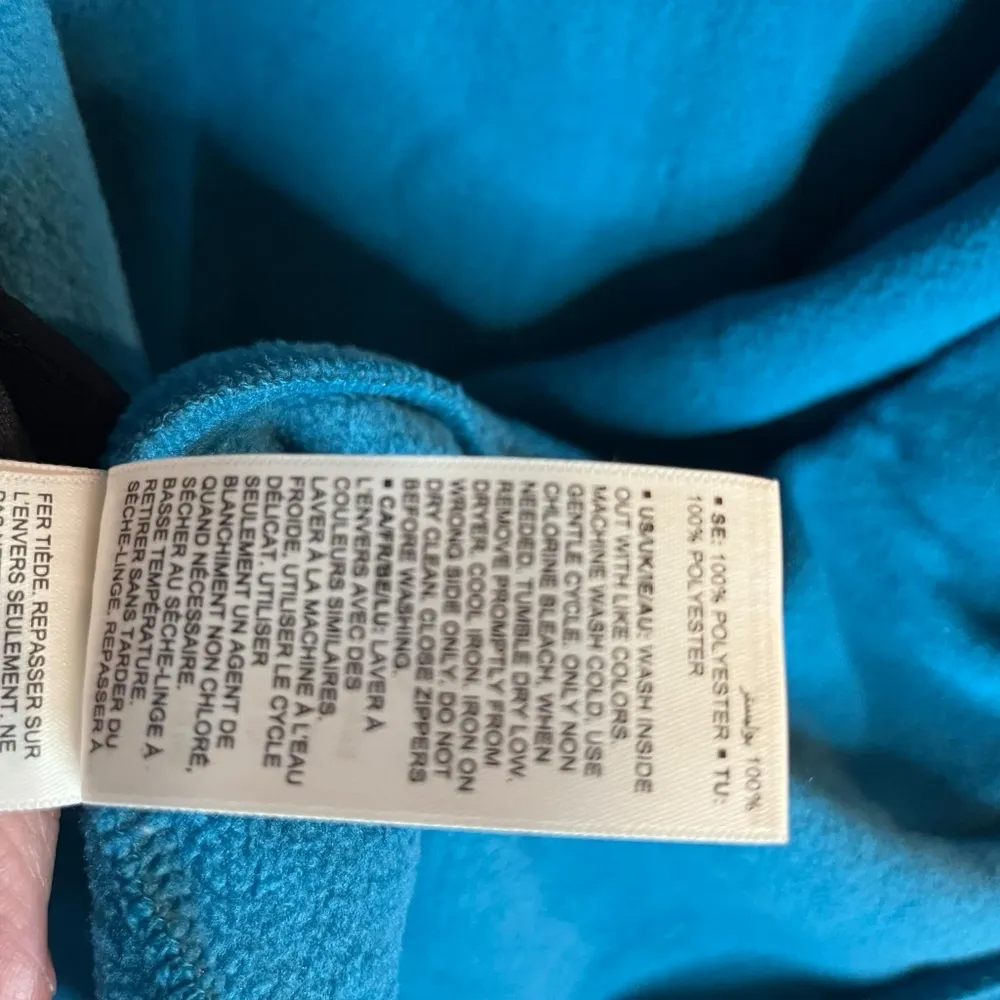 100% بوليستر
▪ SE: 100% POLYESTER ▪ TU:
100% POLYESTER
▪ US/UK/IE/AU: WASH INSIDE
OUT WITH LIKE COLORS.
MACHINE WASH COLD, USE
GENTLE CYCLE. ONLY NON
CHLORINE BLEACH, WHEN
NEEDED. TUMBLE DRY LOW.
REMOVE PROMPTLY FROM
DRYER. COOL IRON, IRON ON
WRONG SIDE ONLY. DO NOT
DRY CLEAN. CLOSE ZIPPERS
BEFORE WASHING.
▪ CA/FR/BE/LU: LAVER À
L'ENVERS AVEC DES
COULEURS SIMILAIRES.
LAVER À LA MACHINE À L'EAU
FROIDE, UTILISER LE CYCLE
DÉLICAT. UTILISER
SEULEMENT UN AGENT DE
BLANCHIMENT NON CHLORÉ,
QUAND NÉCESSAIRE.
SÉCHER AU SÈCHE-LINGE À
BASSE TEMPÉRATURE.
RETIRER SANS TARDER DU
SÈCHE-LINGE. REPASSER À
FER TIÈDE, REPASSER SUR
L'ENVERS SEULEMENT. NE